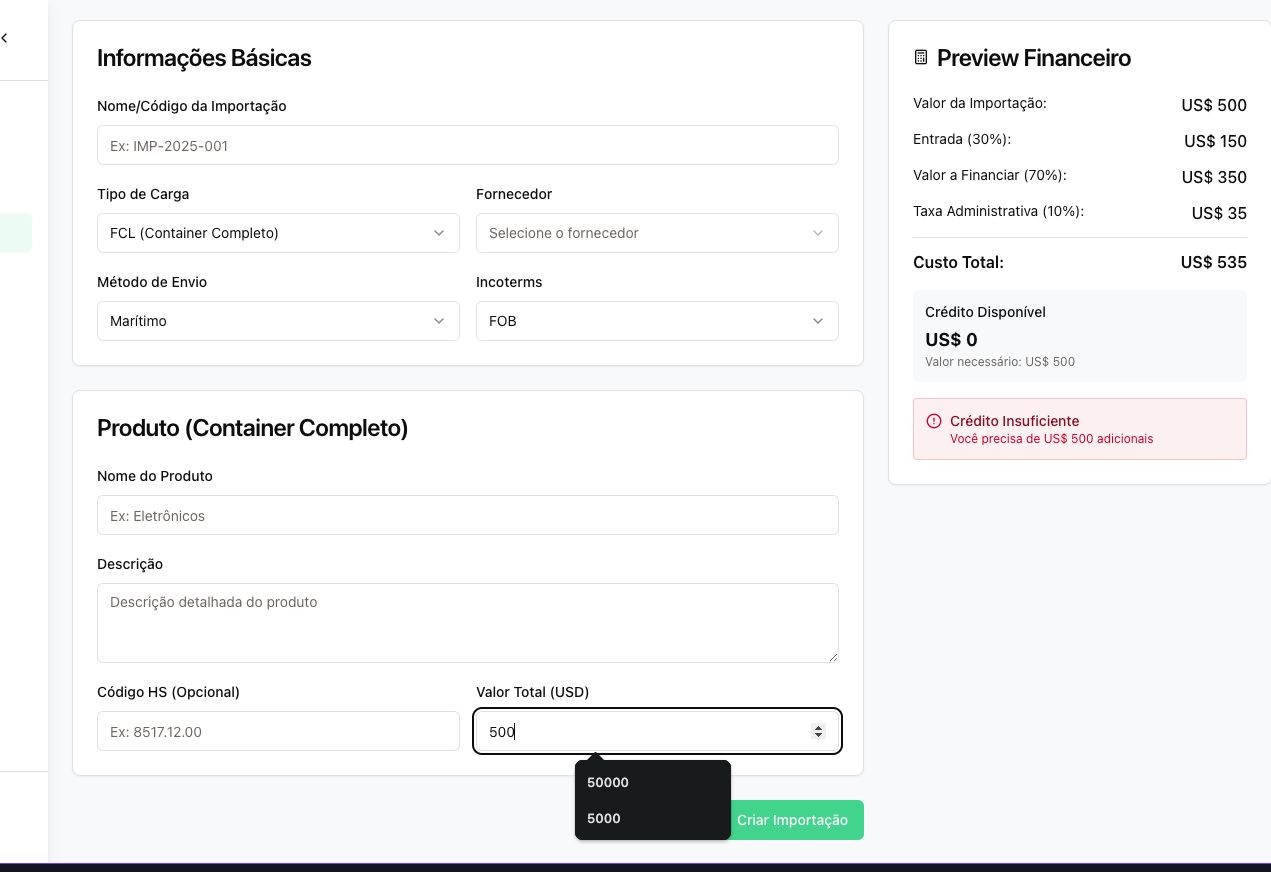 Informações Básicas
Nome/Código da Importação
Ex: IMP-2025-001
Tipo de Carga
Fornecedor
FCL (Container Completo)
Selecione o fornecedor
Método de Envio
Incoterms
Marítimo
FOB
Produto (Container Completo)
Nome do Produto
Ex: Eletrônicos
Descrição
Descrição detalhada do produto
Código HS (Opcional)
Valor Total (USD)
Ex: 8517.12.00
500
50000
5000
Criar Importação
Preview Financeiro
Valor da Importação: US$ 500
Entrada (30%): US$ 150
Valor a Financiar (70%): US$ 350
Taxa Administrativa (10%): US$ 35
Custo Total: US$ 535
Crédito Disponível
US$ 0
Valor necessário: US$ 500
Crédito Insuficiente
Você precisa de US$ 500 adicionais